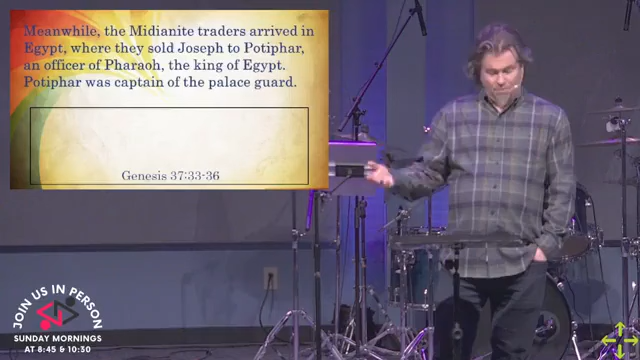 Meanwhile, the Midianite traders arrived in
Egypt, where they sold Joseph to Potiphar,
an officer of Pharaoh, the king of Egypt.
Potiphar was captain of the palace guard.
Genesis 37:33-36
JOIN US IN PERSON
SUNDAY MORNINGS
AT 8:45 & 10:30